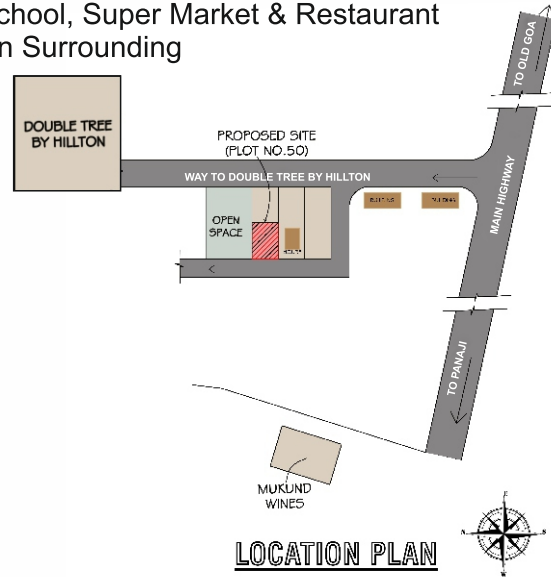 chool, Super Market & Restaurant
n Surrounding
TO OLD GOA
DOUBLE TREE
BY HILLTON
PROPOSED SITE
(PLOT NO.50)
WAY TO DOUBLE TREE BY HILLTON
MAIN HIGHWAY
OPEN
SPACE
TO PANAJI
MUKUND
WINES
LOCATION PLAN